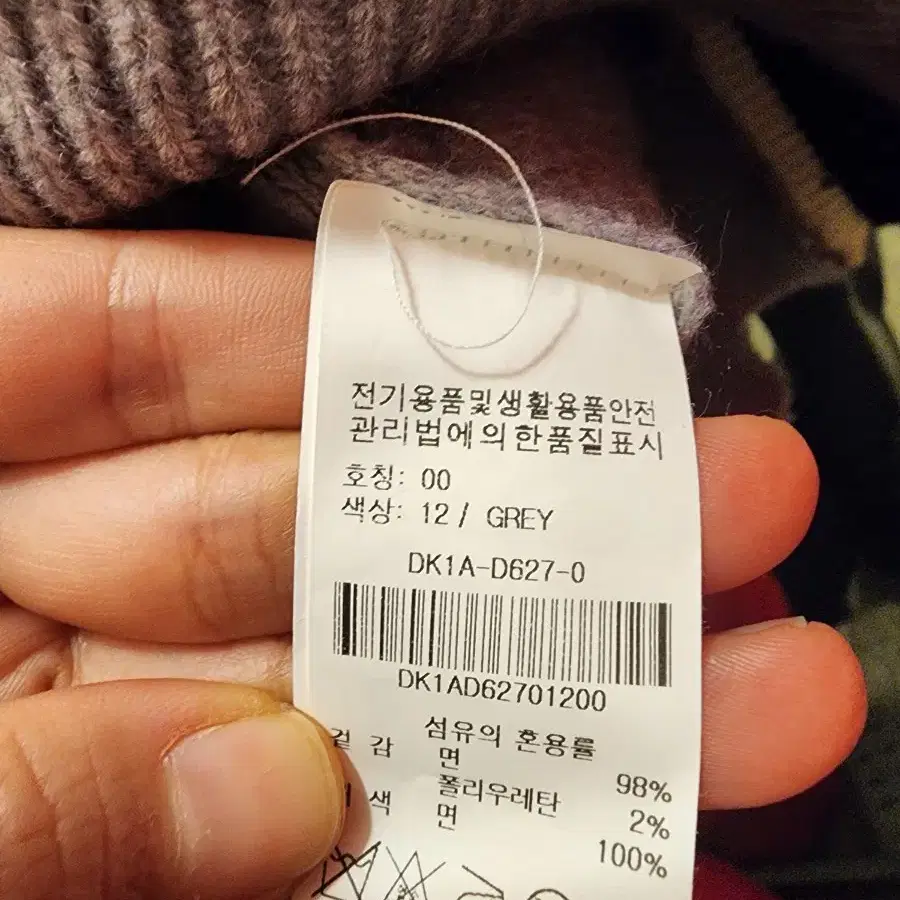 전기용품및생활용품안전
관리법에의한품질표시
호칭: 00
색상: 12 / GREY
DK1A-D627-0
DK1AD62701200
섬유의 혼용률
겉 감 면 98%
폴리우레탄 2%
색 면 100%